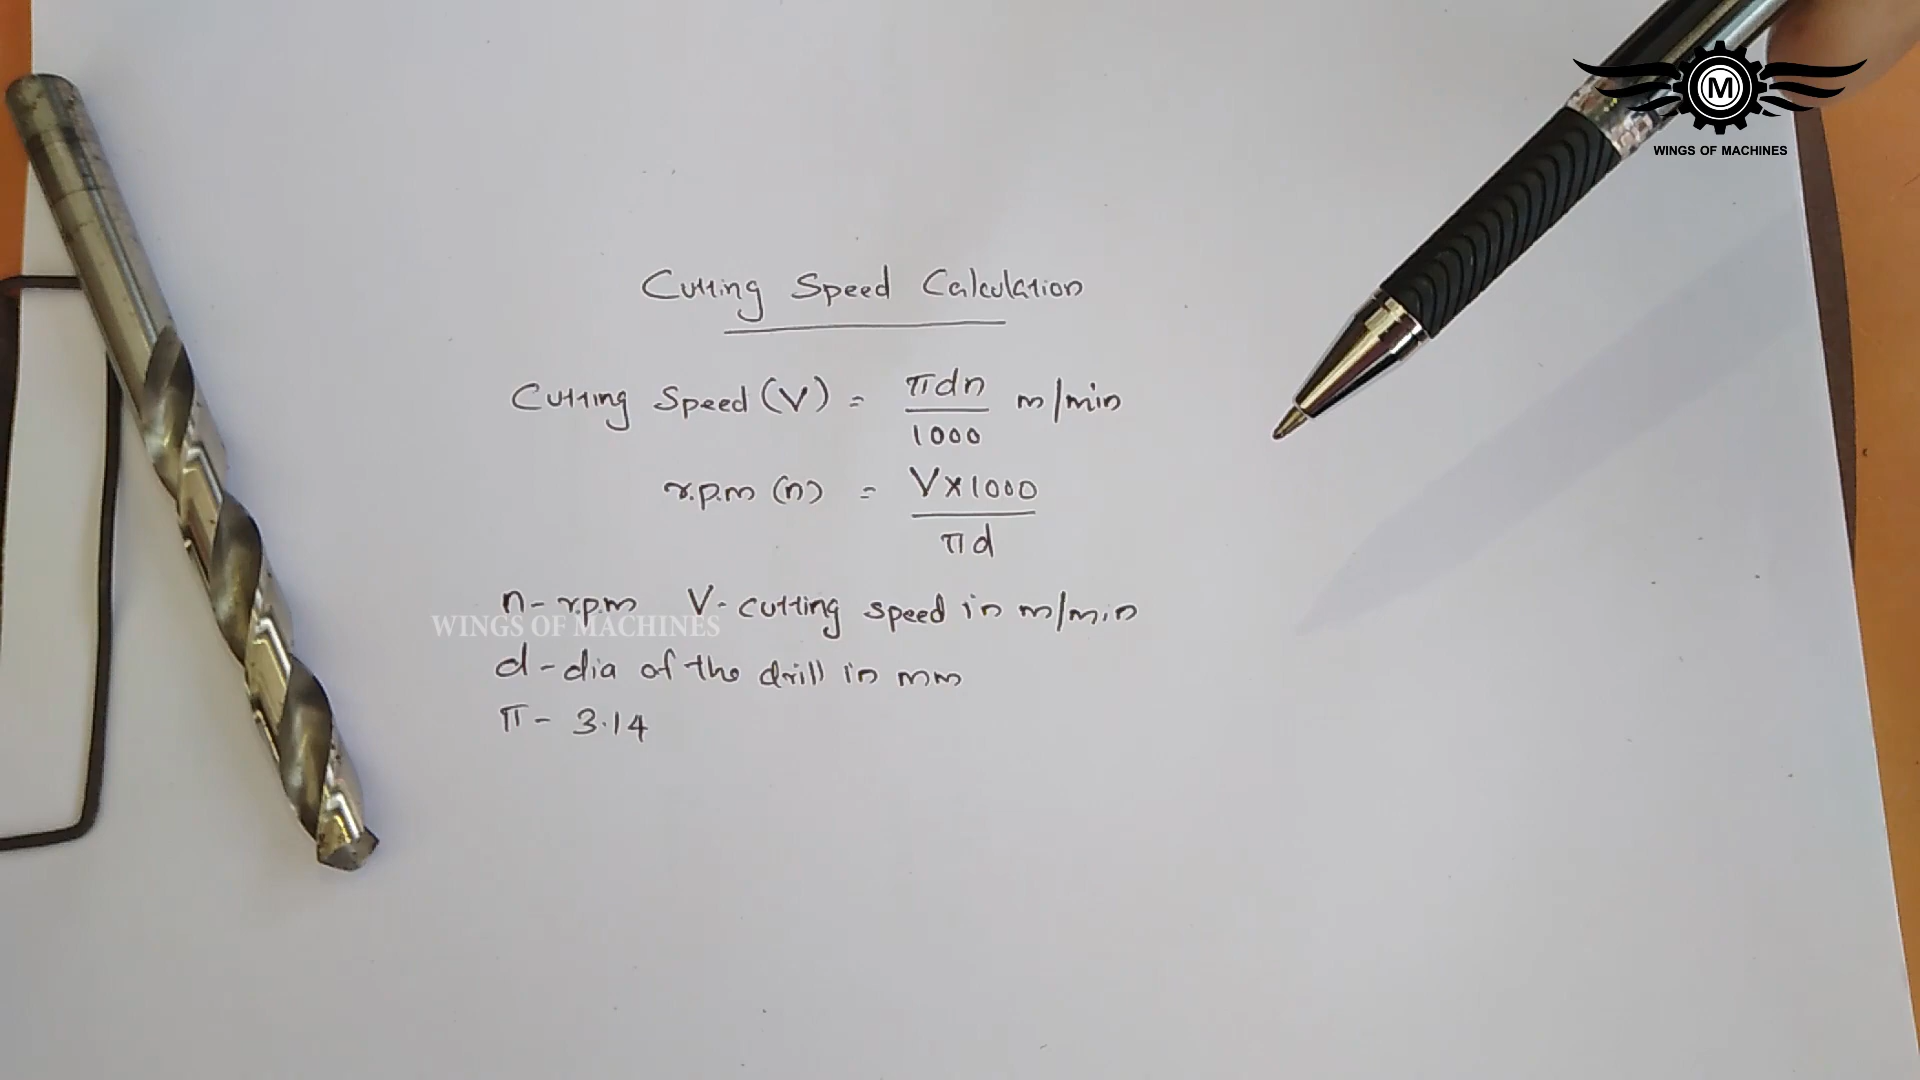 M
WINGS OF MACHINES
Cutting Speed Calculation
Cutting Speed (V) = πdn/1000 m/min
r.p.m (n) = V×1000/πd
n - r.p.m V - cutting speed in m/min
WINGS OF MACHINES
d - dia of the drill in mm
π - 3.14